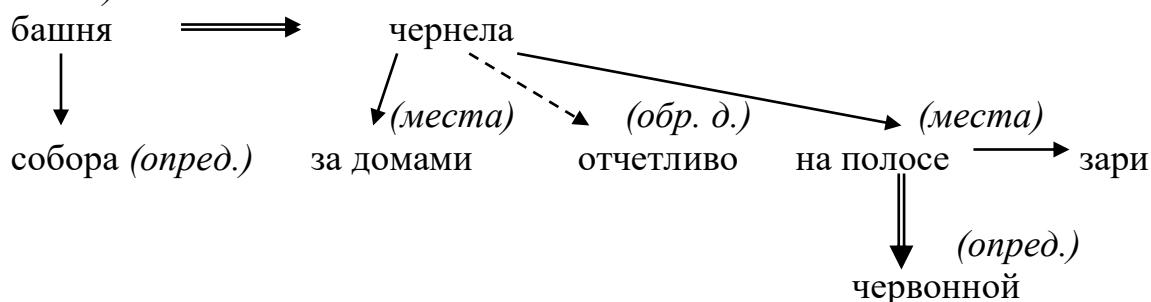 башня чернела
(места) (обр. д.) (места)
собора (опред.) за домами отчетливо на полосе зари
(опред.)
червонной